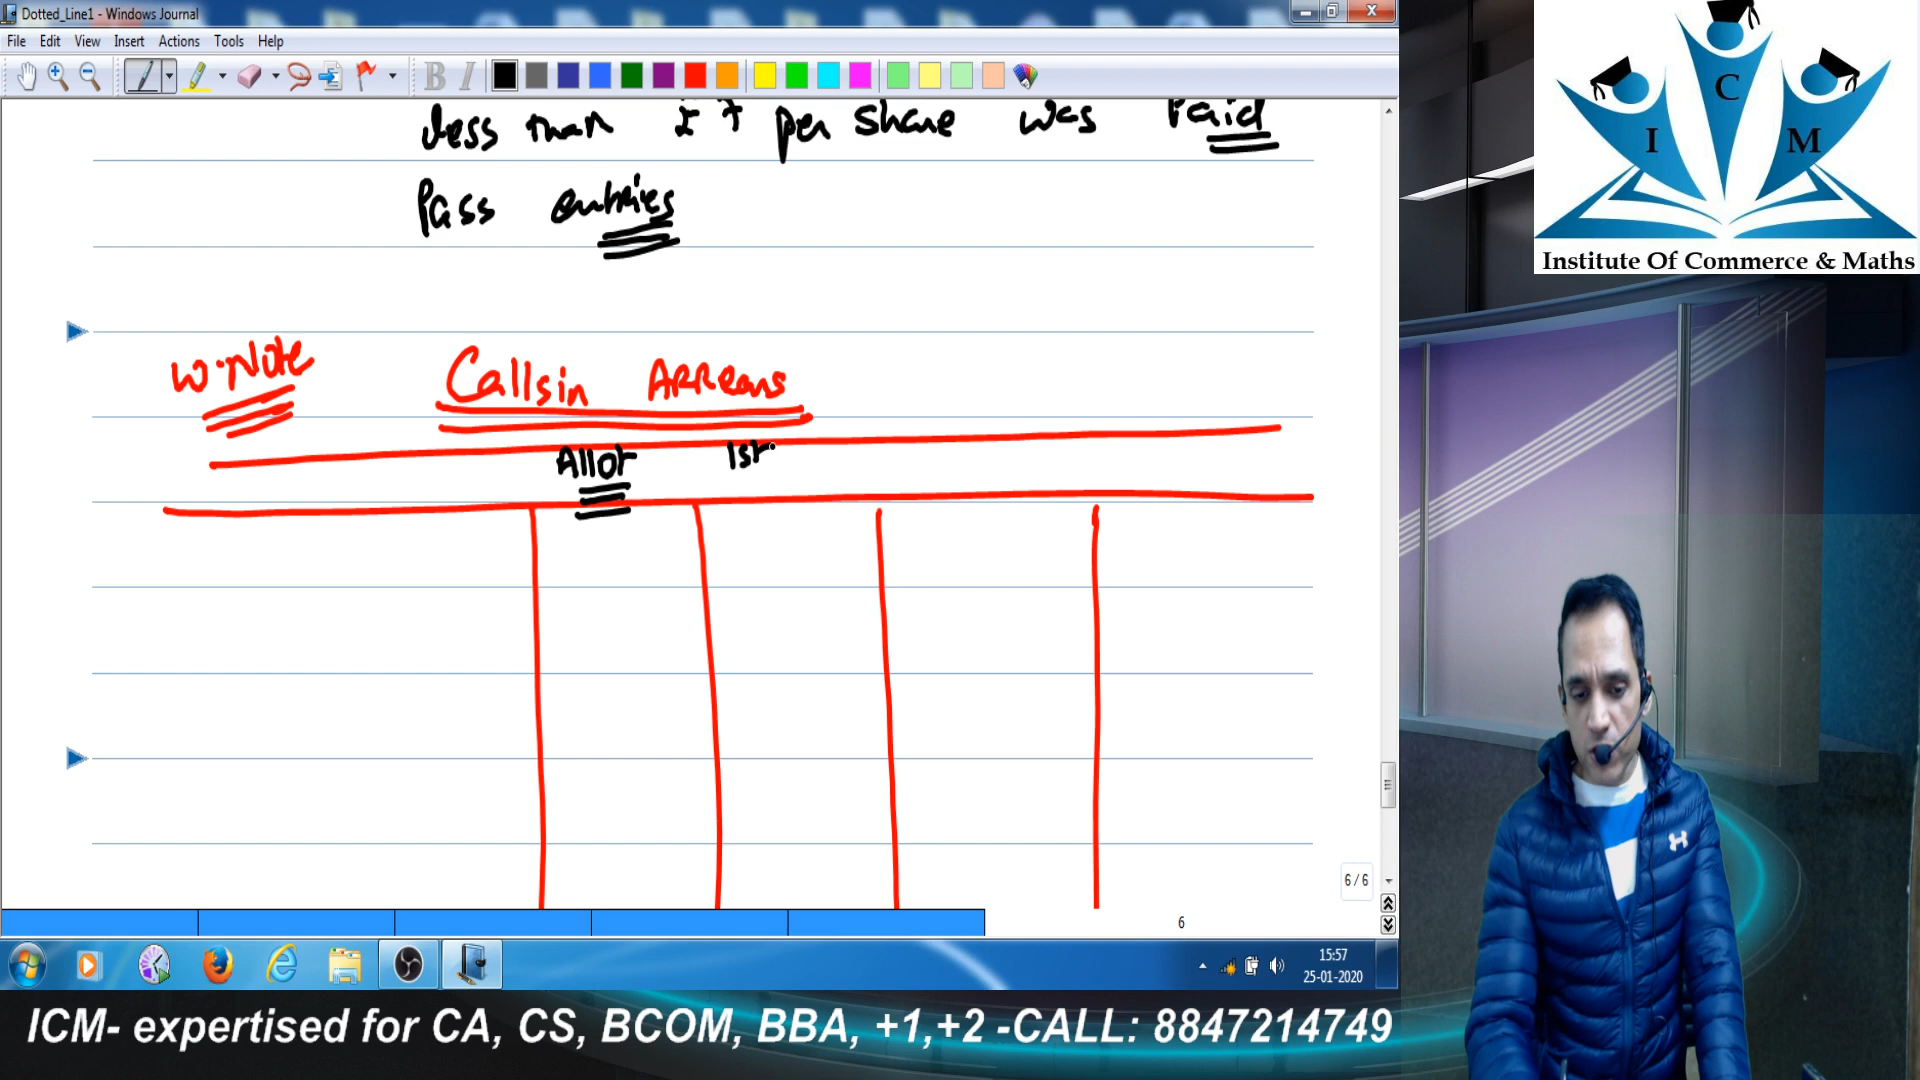 Dotted_Line1 - Windows Journal
File Edit View Insert Actions Tools Help
B I
less than ₹ 7 per share was Paid
Pass entries
W.Note Callsin ARRears
Allot 1st
6 / 6
6
15:57
25-01-2020
I C M
Institute Of Commerce & Maths
ICM- expertised for CA, CS, BCOM, BBA, +1,+2 -CALL: 8847214749